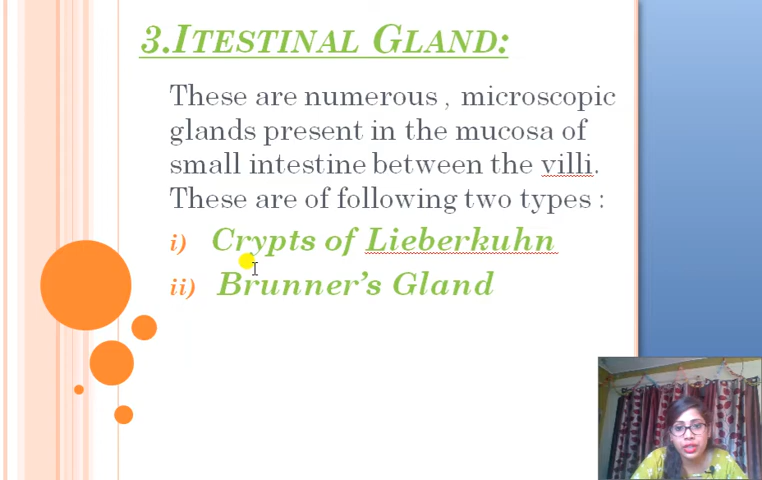 3.ITESTINAL GLAND:
These are numerous , microscopic
glands present in the mucosa of
small intestine between the villi.
These are of following two types :
i) Crypts of Lieberkuhn
ii) Brunner's Gland